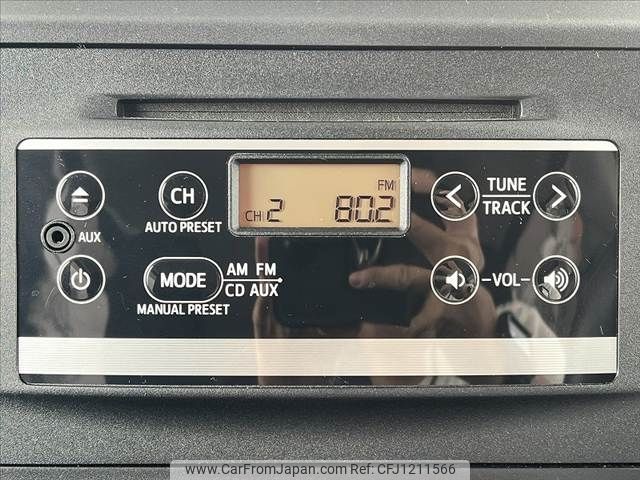 FM
CH 2 80.2
CH
AUTO PRESET
AUX
TUNE
TRACK
MODE
AM FM
CD AUX
MANUAL PRESET
-VOL-
www.CarFromJapan.com Ref: CFJ1211566